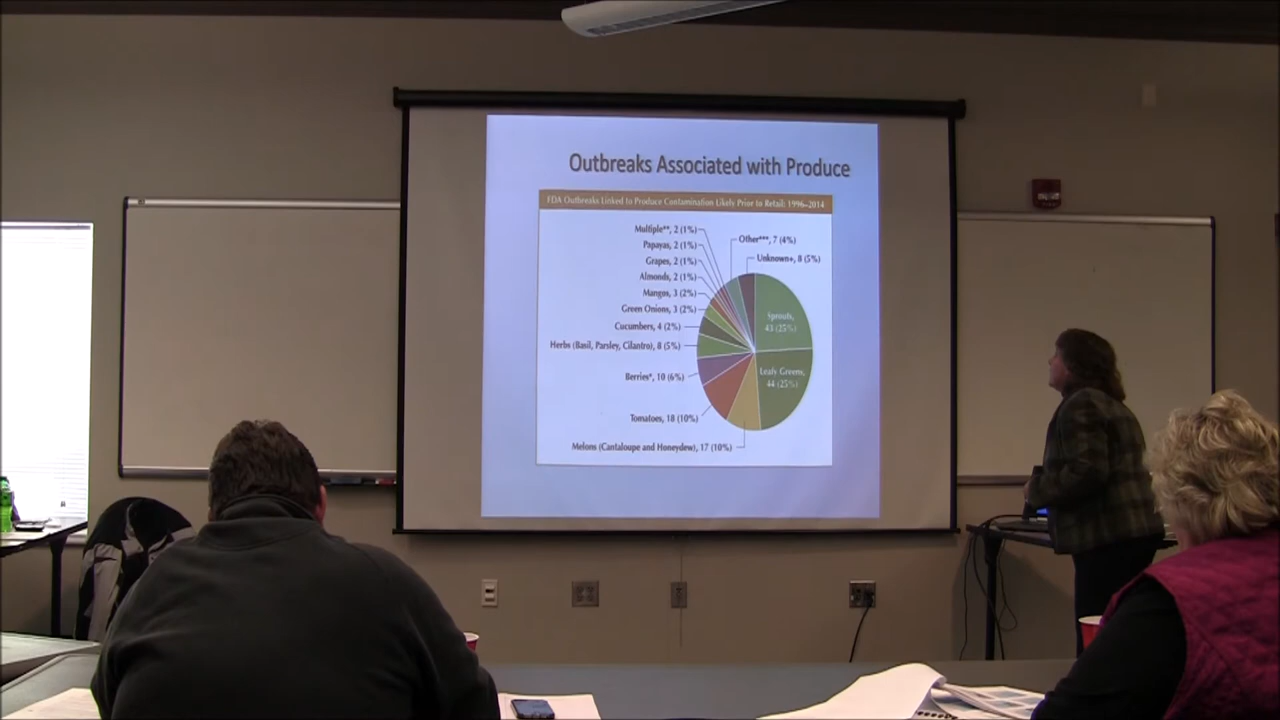 Outbreaks Associated with Produce
FDA Outbreaks Linked to Produce Contamination Likely Prior to Retail: 1996–2014
Multiple**, 2 (1%)
Other***, 7 (4%)
Papayas, 2 (1%)
Unknown+, 8 (5%)
Grapes, 2 (1%)
Almonds, 2 (1%)
Mangos, 3 (2%)
Green Onions, 3 (2%)
Sprouts,
43 (25%)
Cucumbers, 4 (2%)
Herbs (Basil, Parsley, Cilantro), 8 (5%)
Leafy Greens,
44 (25%)
Berries*, 10 (6%)
Tomatoes, 18 (10%)
Melons (Cantaloupe and Honeydew), 17 (10%)